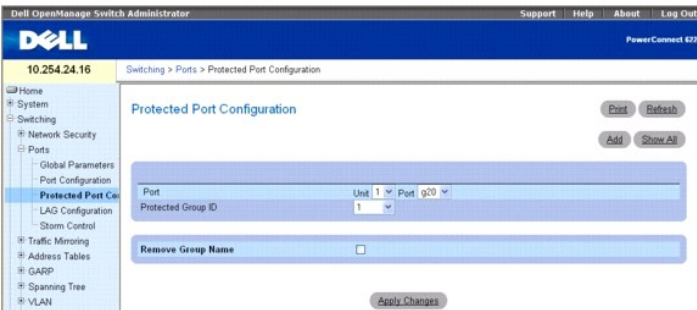 Dell OpenManage Switch Administrator
Support Help About Log Out
DELL
PowerConnect 622
10.254.24.16
Switching > Ports > Protected Port Configuration
Home
System
Switching
Network Security
Ports
Global Parameters
Port Configuration
Protected Port Co
LAG Configuration
Storm Control
Traffic Mirroring
Address Tables
GARP
Spanning Tree
VLAN
Protected Port Configuration
Print Refresh
Add Show All
Port Unit 1 Port g20
Protected Group ID 1
Remove Group Name
Apply Changes